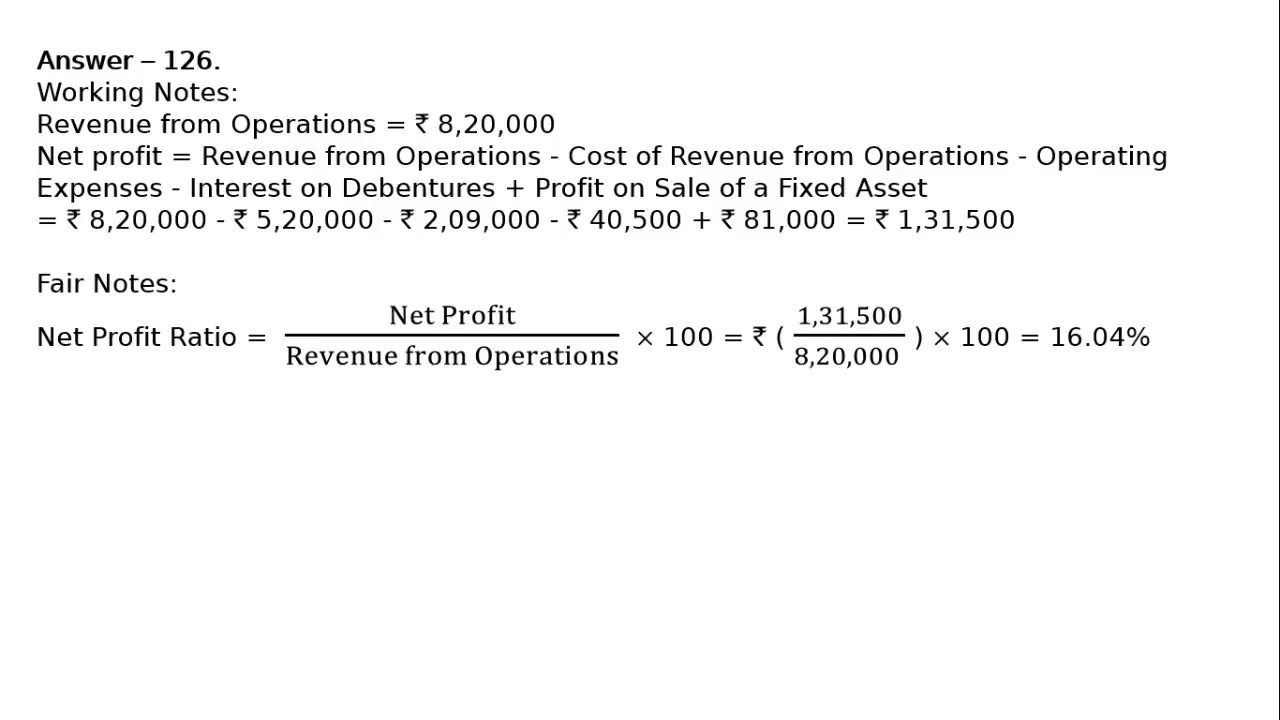 Answer – 126.
Working Notes:
Revenue from Operations = ₹ 8,20,000
Net profit = Revenue from Operations - Cost of Revenue from Operations - Operating
Expenses - Interest on Debentures + Profit on Sale of a Fixed Asset
= ₹ 8,20,000 - ₹ 5,20,000 - ₹ 2,09,000 - ₹ 40,500 + ₹ 81,000 = ₹ 1,31,500
Fair Notes:
Net Profit Ratio = Net Profit / Revenue from Operations × 100 = ₹ ( 1,31,500 / 8,20,000 ) × 100 = 16.04%